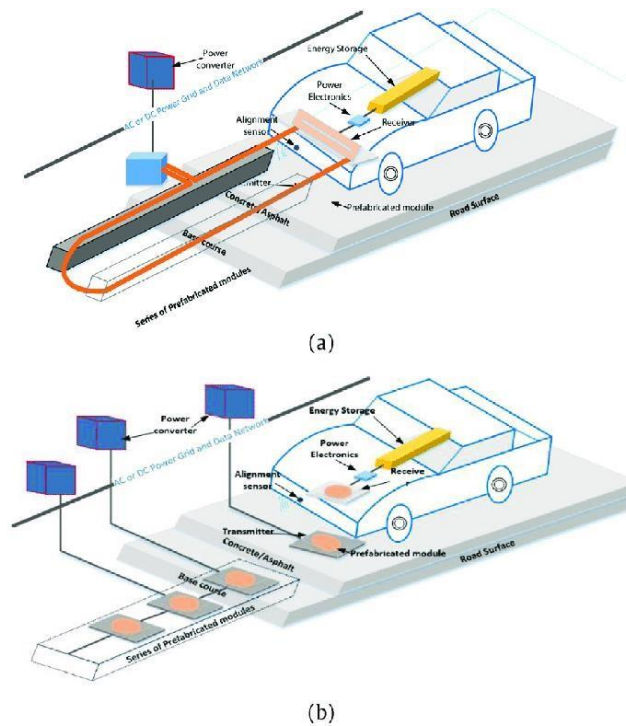 Power
converter
AC or DC Power Grid and Data Network
Energy Storage
Power
Electronics
Receiver
Alignment
sensor
Transmitter
Concrete/Asphalt
Prefabricated module
Road Surface
Base course
Series of Prefabricated modules
(a)
Power
converter
AC or DC Power Grid and Data Network
Energy Storage
Power
Electronics
Receive
Alignment
sensor
Transmitter
Prefabricated module
Concrete/Asphalt
Road Surface
Base course
Series of Prefabricated modules
(b)